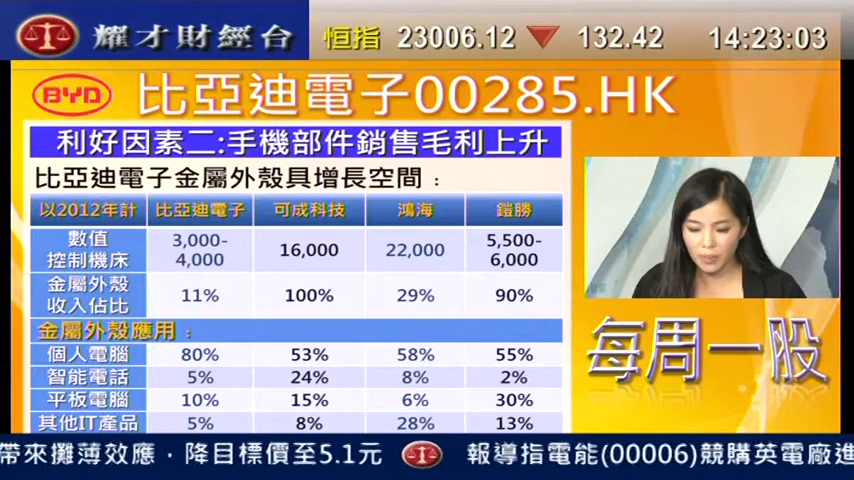 耀才財經台
恒指 23006.12 ▼ 132.42 14:23:03
BYD 比亞迪電子00285.HK
利好因素二:手機部件銷售毛利上升
比亞迪電子金屬外殼具增長空間：
以2012年計 比亞迪電子 可成科技 鴻海 鎧勝
數值控制機床 3,000-4,000 16,000 22,000 5,500-6,000
金屬外殼收入佔比 11% 100% 29% 90%
金屬外殼應用：
個人電腦 80% 53% 58% 55%
智能電話 5% 24% 8% 2%
平板電腦 10% 15% 6% 30%
其他IT產品 5% 8% 28% 13%
每周一股
帶來攤薄效應，降目標價至5.1元 報導指電能(00006)競購英電廠進